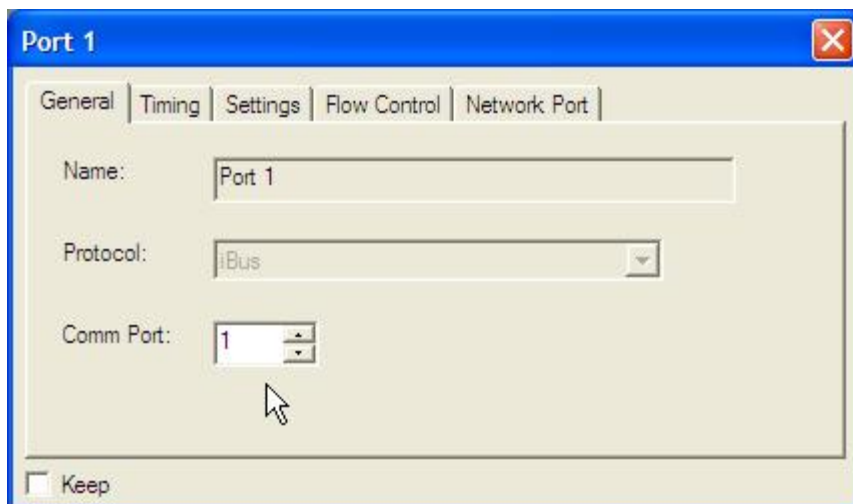 Port 1
General Timing Settings Flow Control Network Port
Name: Port 1
Protocol: iBus
Comm Port: 1
Keep